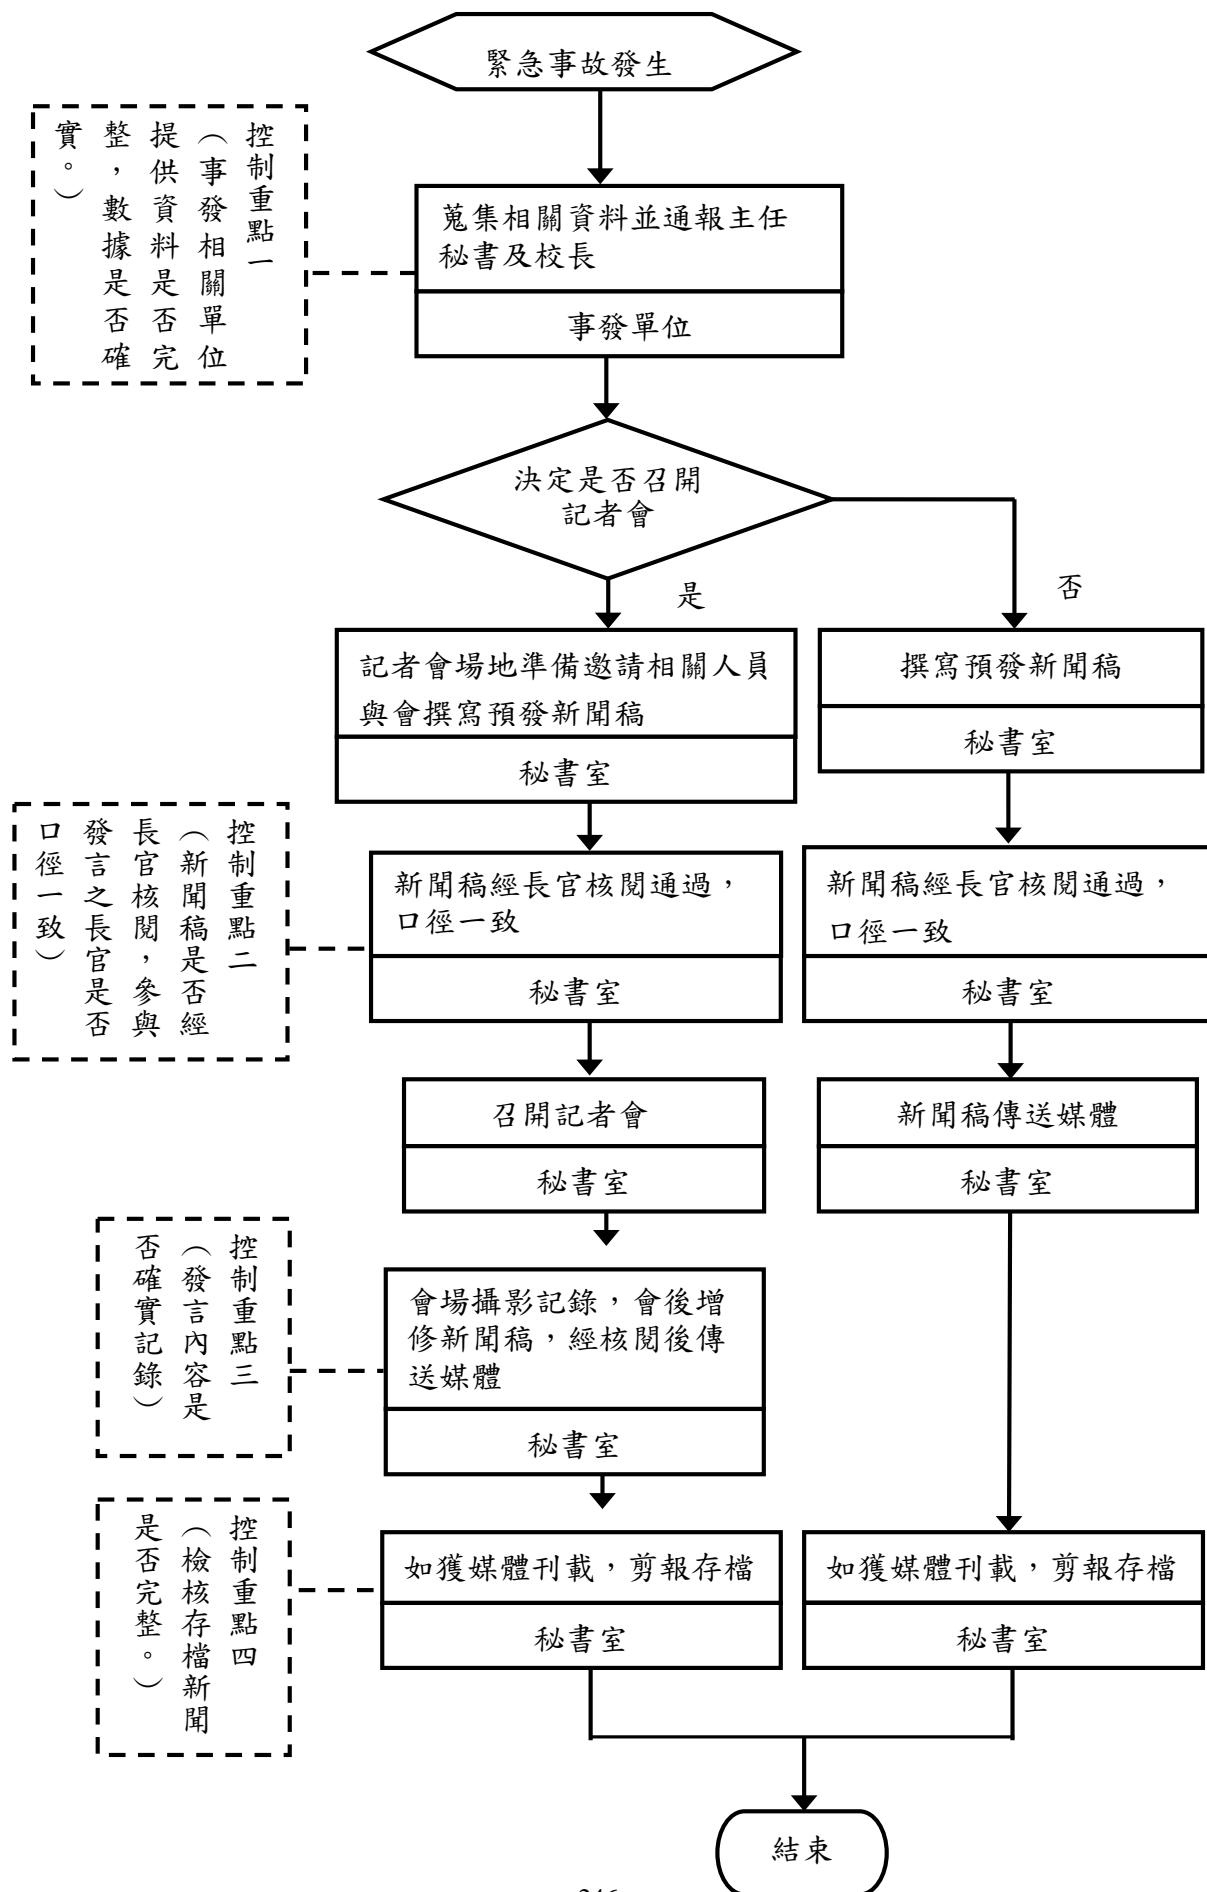 緊急事故發生
控制重點一
（事發相關單位
提供資料是否完
整，數據是否確
實。）
蒐集相關資料並通報主任
秘書及校長
事發單位
決定是否召開
記者會
是
否
記者會場地準備邀請相關人員
與會撰寫預發新聞稿
秘書室
撰寫預發新聞稿
秘書室
控制重點二
（新聞稿是否經
長官核閱，參與
發言之長官是否
口徑一致）
新聞稿經長官核閱通過，
口徑一致
秘書室
新聞稿經長官核閱通過，
口徑一致
秘書室
召開記者會
秘書室
新聞稿傳送媒體
秘書室
控制重點三
（發言內容是
否確實記錄）
會場攝影記錄，會後增
修新聞稿，經核閱後傳
送媒體
秘書室
控制重點四
（檢核存檔新聞
是否完整。）
如獲媒體刊載，剪報存檔
秘書室
如獲媒體刊載，剪報存檔
秘書室
結束